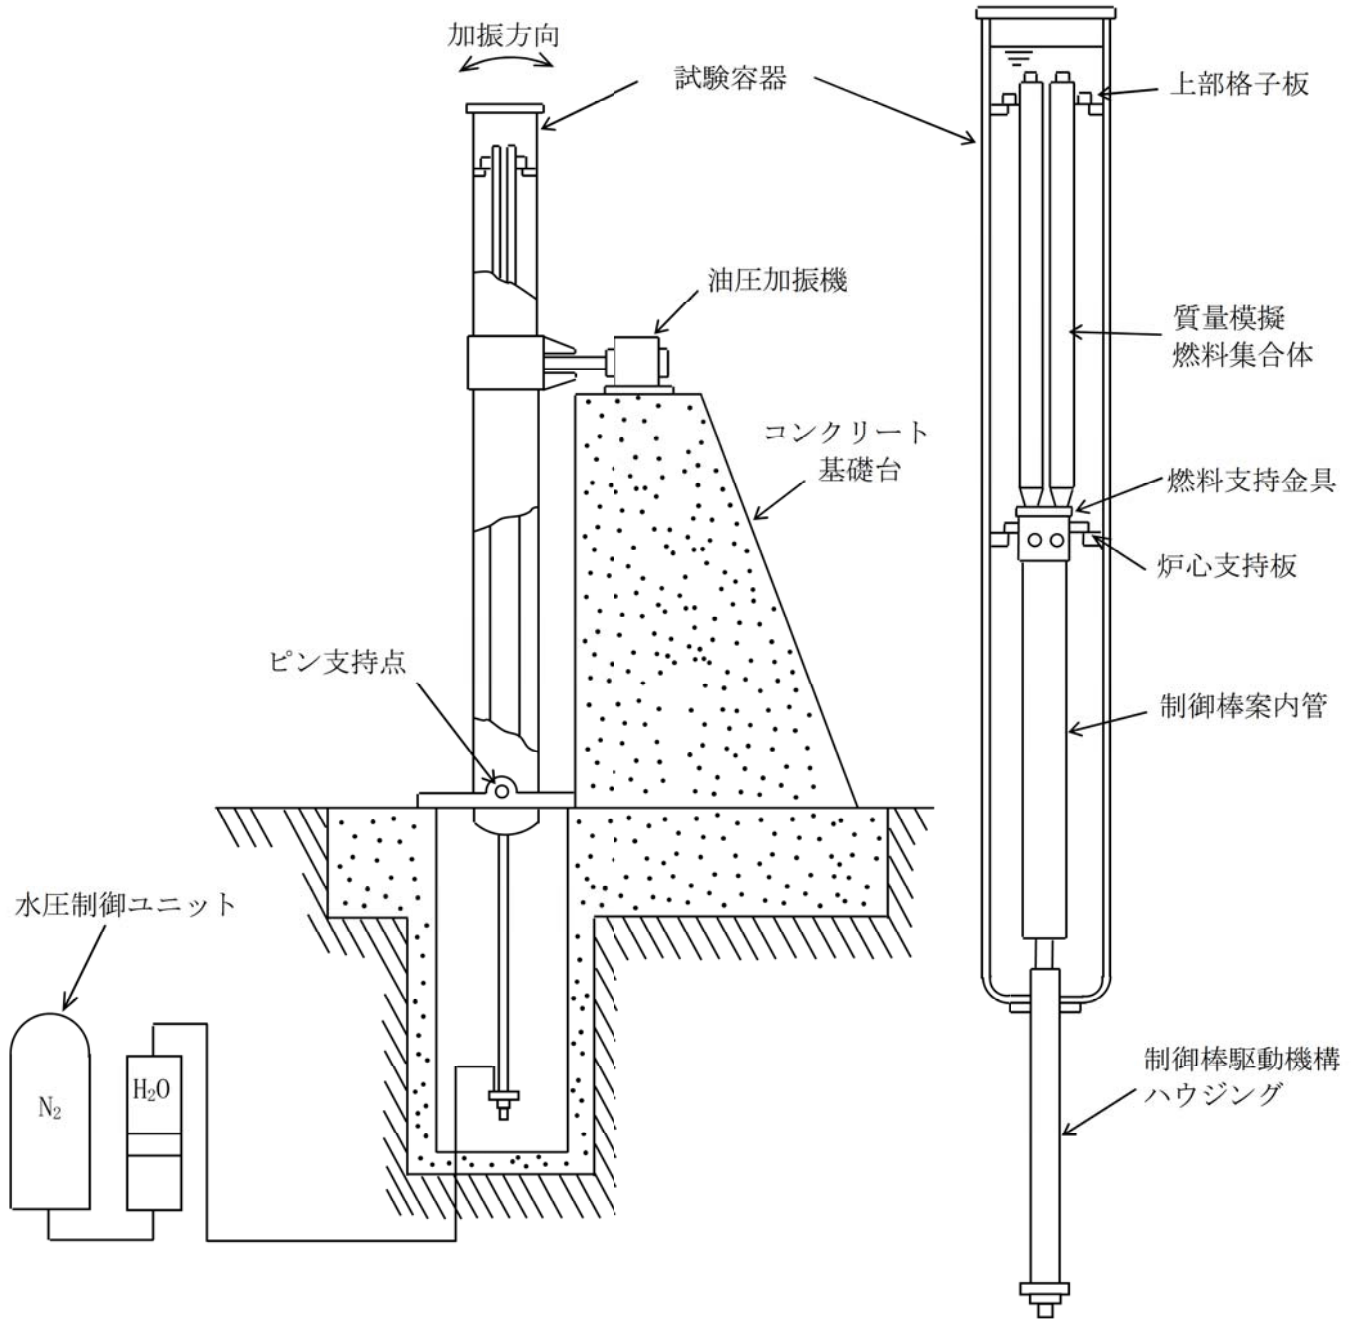 加振方向
試験容器
上部格子板
油圧加振機
質量模擬
燃料集合体
コンクリート
基礎台
燃料支持金具
炉心支持板
ピン支持点
制御棒案内管
水圧制御ユニット
N₂
H₂O
制御棒駆動機構
ハウジング